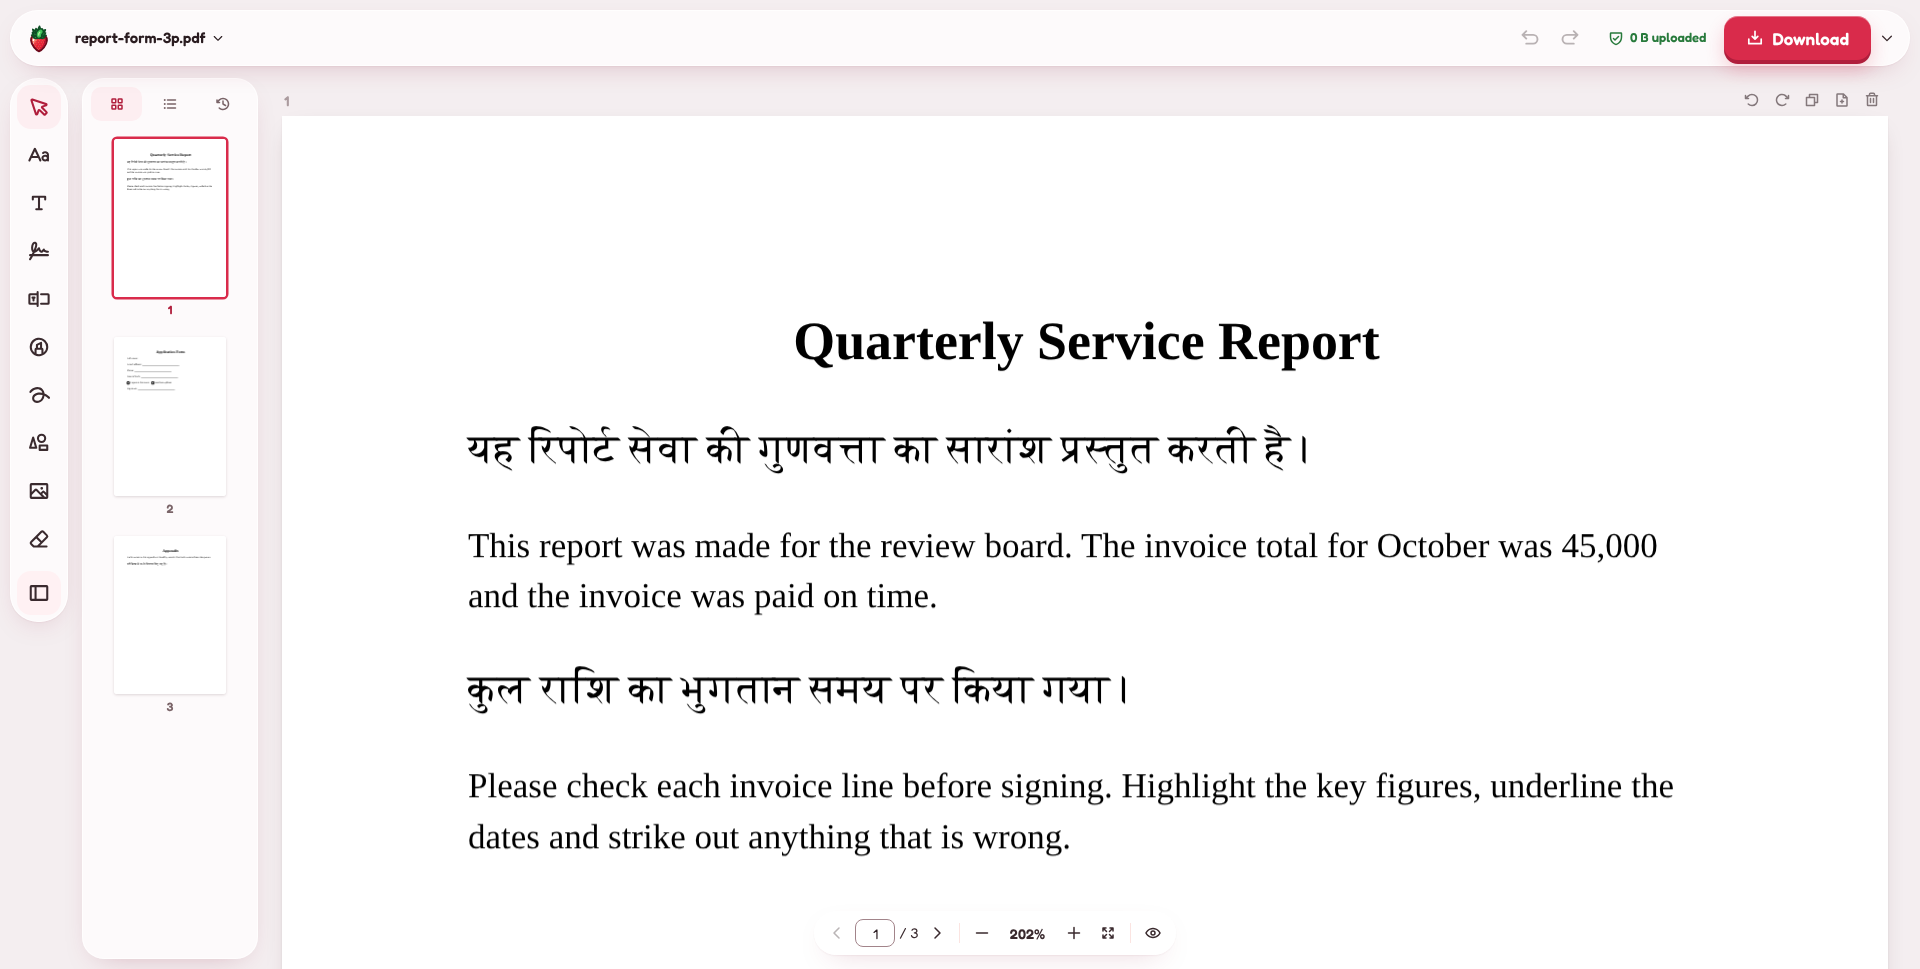 report-form-3p.pdf
0 B uploaded
Download
1
1
2
3
Quarterly Service Report
यह रिपोर्ट सेवा की गुणवत्ता का सारांश प्रस्तुत करती है।
This report was made for the review board. The invoice total for October was 45,000
and the invoice was paid on time.
कुल राशि का भुगतान समय पर किया गया।
Please check each invoice line before signing. Highlight the key figures, underline the
dates and strike out anything that is wrong.
1 / 3
202%